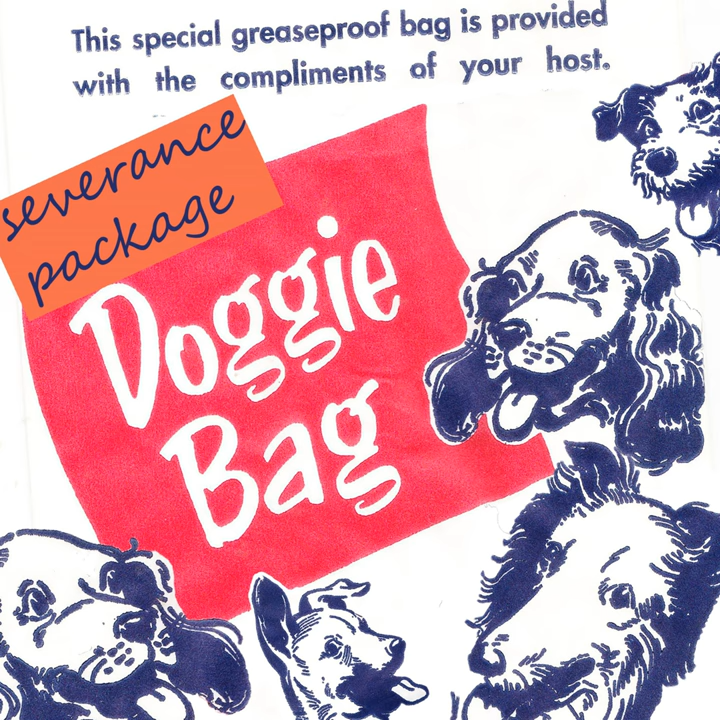 This special greaseproof bag is provided
with the compliments of your host.
severance
package
Doggie
Bag